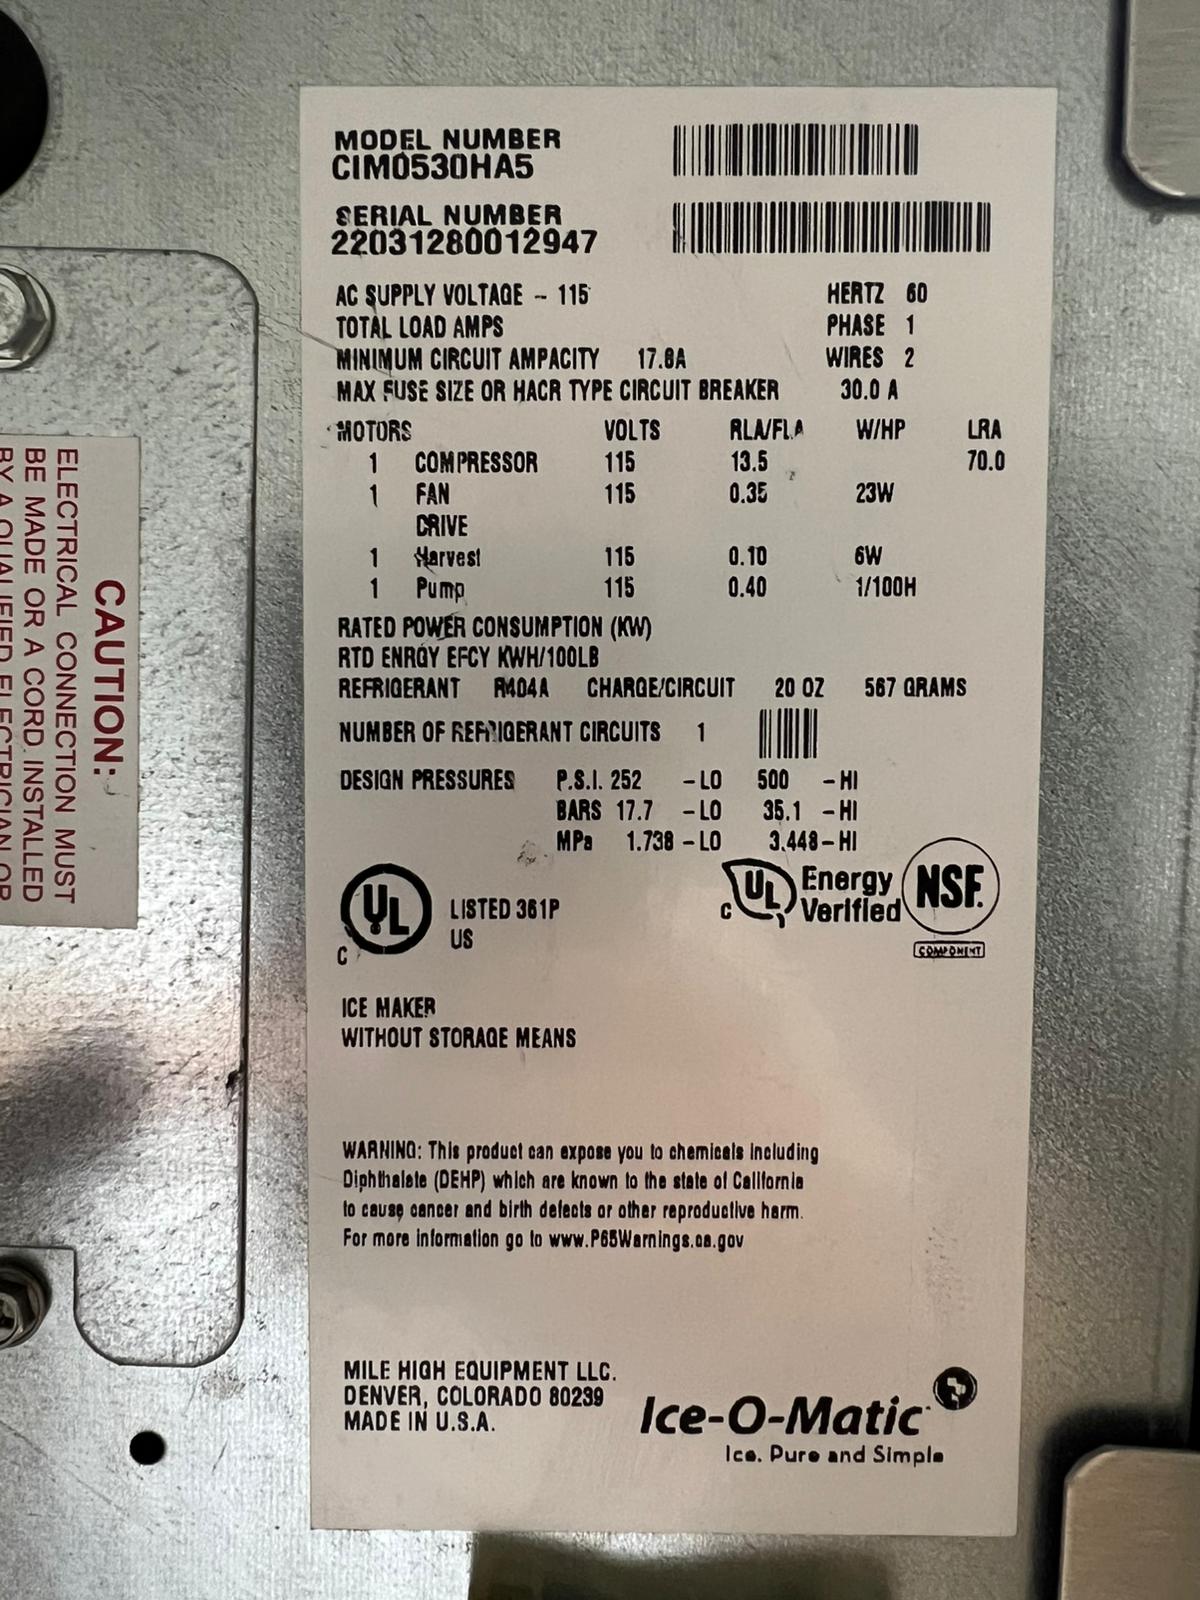 MODEL NUMBER
CIM0530HA5
SERIAL NUMBER
22031280012947
AC SUPPLY VOLTAGE - 115 HERTZ 60
TOTAL LOAD AMPS PHASE 1
MINIMUM CIRCUIT AMPACITY 17.8A WIRES 2
MAX FUSE SIZE OR HACR TYPE CIRCUIT BREAKER 30.0 A
MOTORS VOLTS RLA/FLA W/HP LRA
1 COMPRESSOR 115 13.5 70.0
1 FAN 115 0.35 23W
DRIVE
1 Harvest 115 0.10 6W
1 Pump 115 0.40 1/100H
RATED POWER CONSUMPTION (KW)
RTD ENRGY EFCY KWH/100LB
REFRIGERANT R404A CHARGE/CIRCUIT 20 OZ 567 GRAMS
NUMBER OF REFRIGERANT CIRCUITS 1
DESIGN PRESSURES P.S.I. 252 -LO 500 -HI
BARS 17.7 -LO 35.1 -HI
MPa 1.738 -LO 3.448-HI
C UL LISTED 361P
US
C UL Energy
Verified
NSF.
COMPONENT
ICE MAKER
WITHOUT STORAGE MEANS
WARNING: This product can expose you to chemicals including
Diphthalate (DEHP) which are known to the state of California
to cause cancer and birth defects or other reproductive harm.
For more information go to www.P65Warnings.ca.gov
MILE HIGH EQUIPMENT LLC.
DENVER, COLORADO 80239
MADE IN U.S.A.
Ice-O-Matic
Ice. Pure and Simple
CAUTION:
ELECTRICAL CONNECTION MUST
BE MADE OR A CORD INSTALLED
BY A QUALIFIED ELECTRICIAN OR